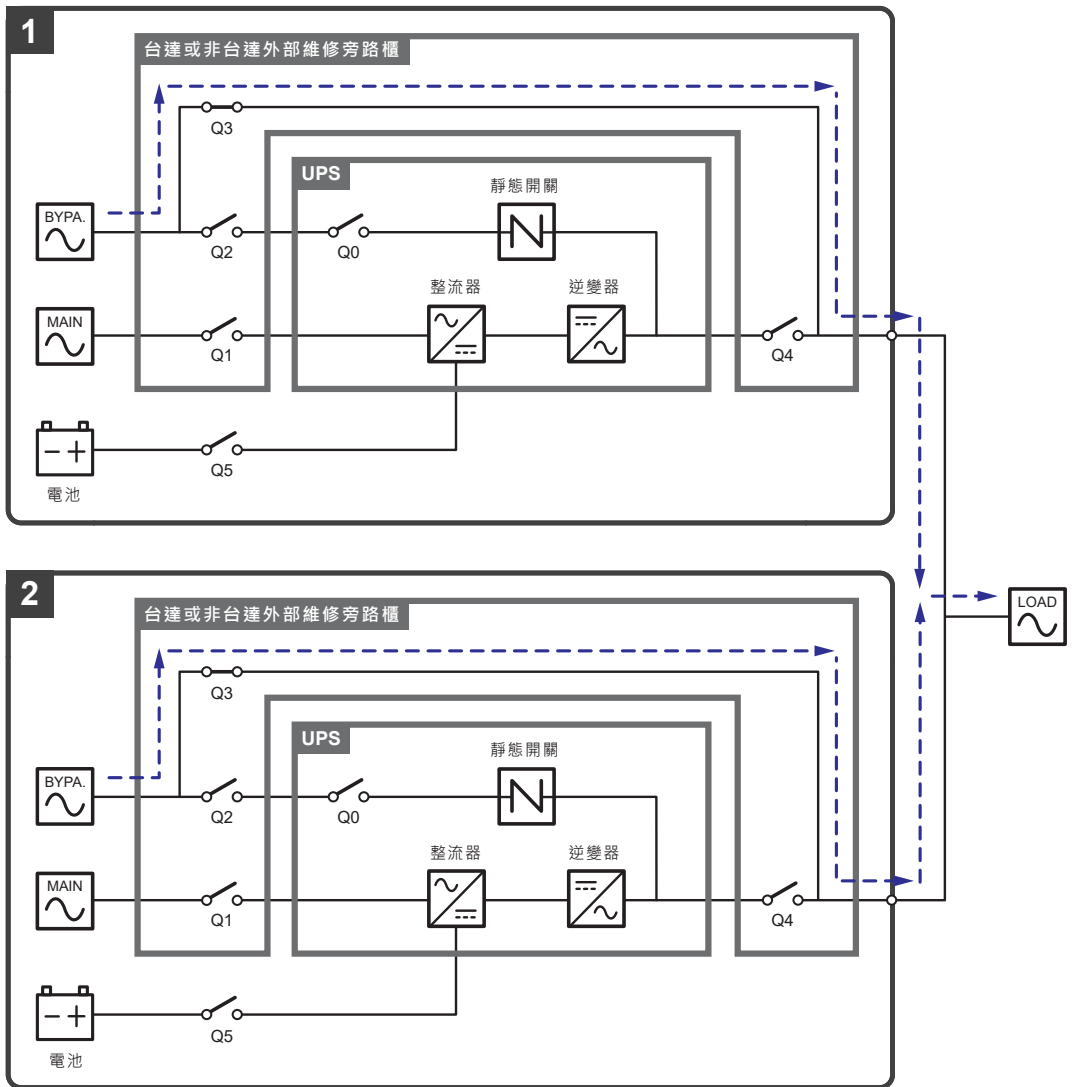 1
台達或非台達外部維修旁路櫃
Q3
UPS
靜態開關
BYPA.
Q2
Q0
整流器
逆變器
MAIN
Q1
Q4
Q5
電池
2
台達或非台達外部維修旁路櫃
LOAD
Q3
UPS
靜態開關
BYPA.
Q2
Q0
整流器
逆變器
MAIN
Q1
Q4
Q5
電池